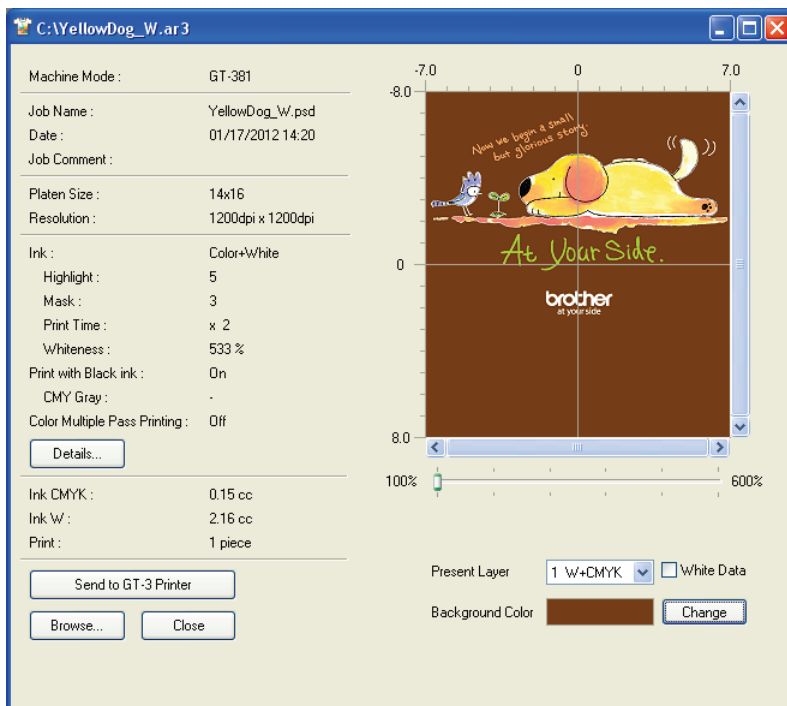 C:\YellowDog_W.ar3
Machine Mode : GT-381
Job Name : YellowDog_W.psd
Date : 01/17/2012 14:20
Job Comment :
Platen Size : 14x16
Resolution : 1200dpi x 1200dpi
Ink : Color+White
Highlight : 5
Mask : 3
Print Time : x 2
Whiteness : 533 %
Print with Black ink : On
CMY Gray : -
Color Multiple Pass Printing : Off
Details...
Ink CMYK : 0.15 cc
Ink W : 2.16 cc
Print : 1 piece
Send to GT-3 Printer
Browse... Close
-7.0 0 7.0
-8.0
Now we begin a small
but glorious story.
At Your Side.
0
brother
at your side
8.0
100% 600%
Present Layer 1 W+CMYK White Data
Background Color Change